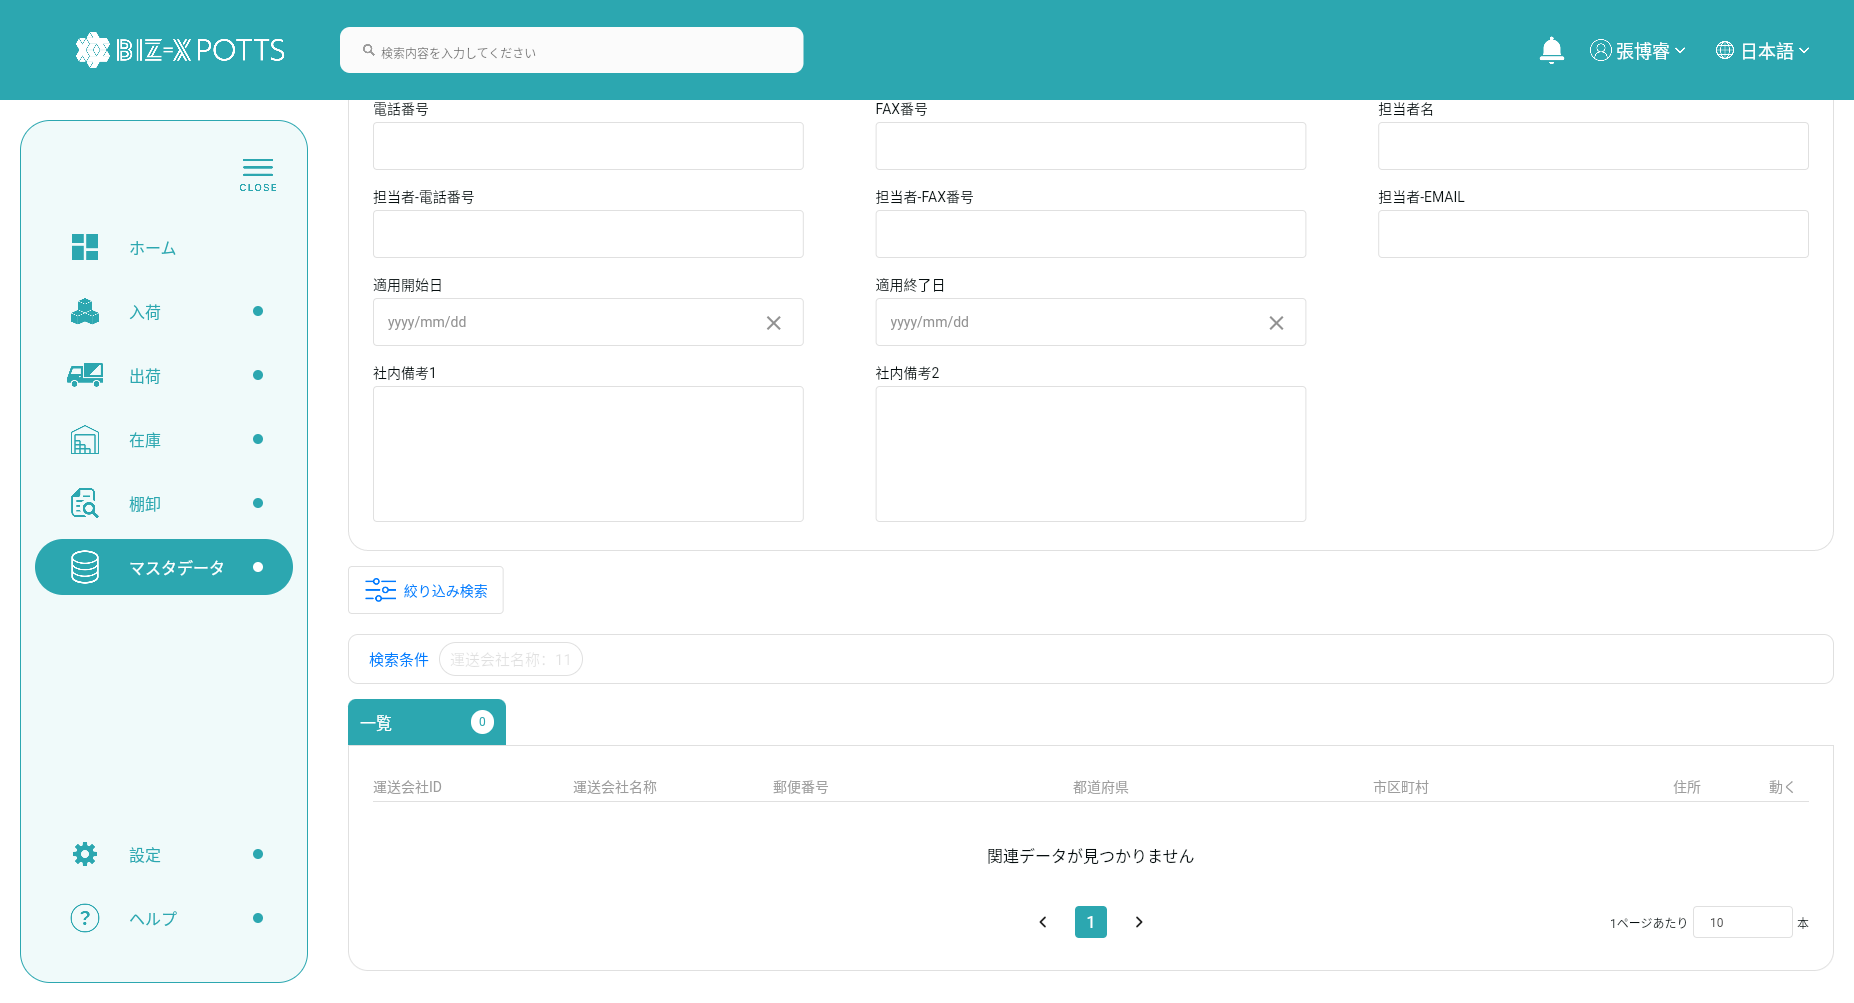 BIZ-X POTTS
検索内容を入力してください
張博睿
日本語
CLOSE
ホーム
入荷
出荷
在庫
棚卸
マスタデータ
設定
ヘルプ
電話番号
FAX番号
担当者名
担当者-電話番号
担当者-FAX番号
担当者-EMAIL
適用開始日
適用終了日
yyyy/mm/dd
yyyy/mm/dd
社内備考1
社内備考2
絞り込み検索
検索条件
運送会社名称: 11
一覧
0
運送会社ID
運送会社名称
郵便番号
都道府県
市区町村
住所
動く
関連データが見つかりません
1
1ページあたり
10
本